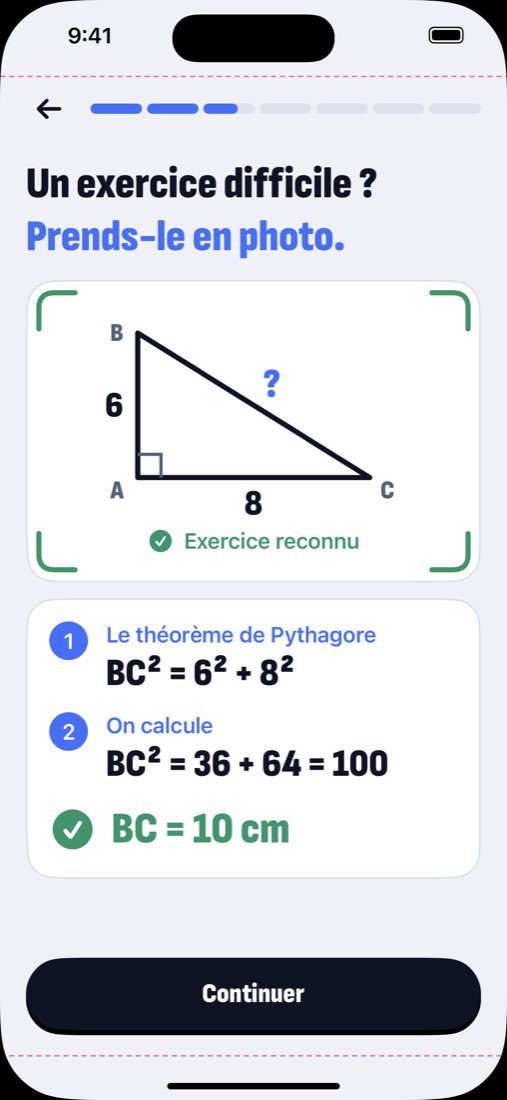 9:41
Un exercice difficile ?
Prends-le en photo.
B
?
6
A
C
8
Exercice reconnu
1
Le théorème de Pythagore
BC² = 6² + 8²
2
On calcule
BC² = 36 + 64 = 100
BC = 10 cm
Continuer